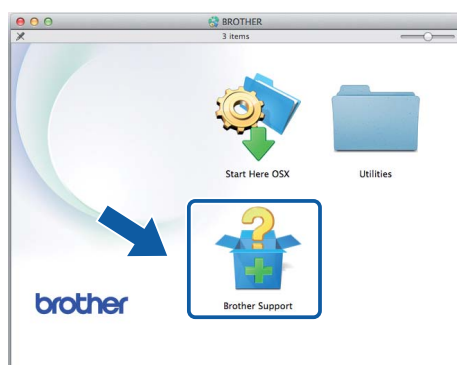 BROTHER
3 items
Start Here OSX
Utilities
Brother Support
brother